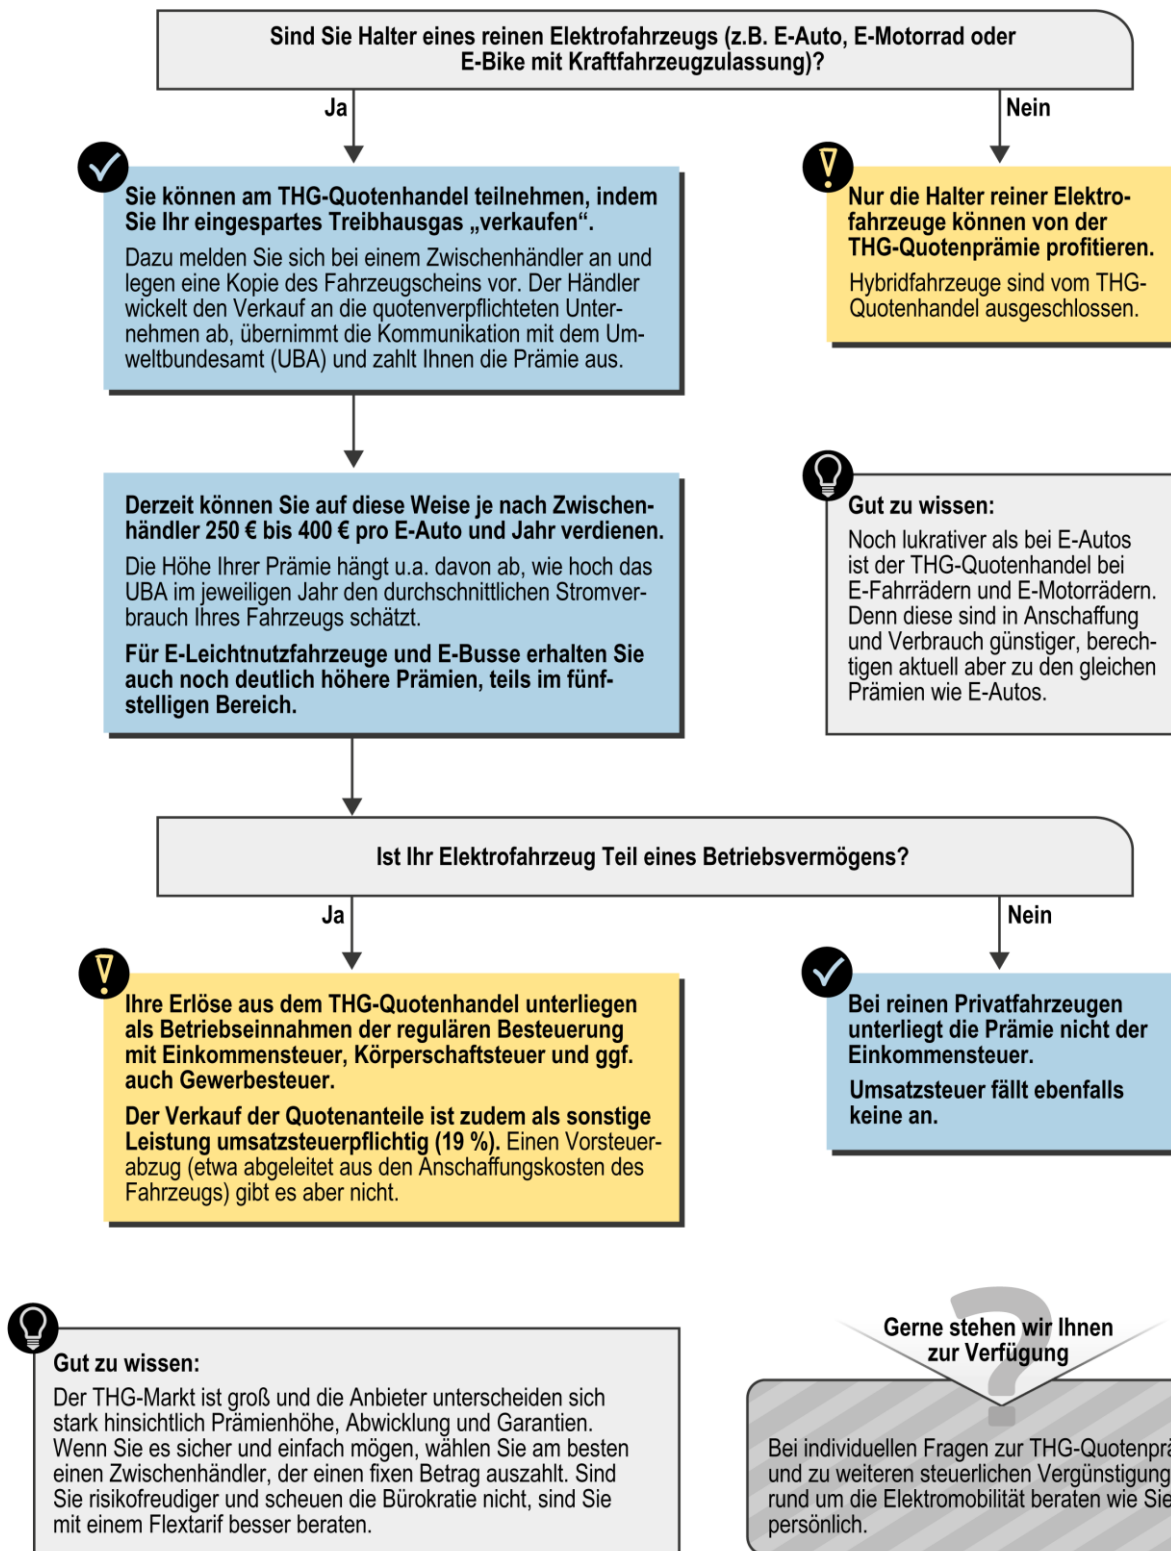 Sind Sie Halter eines reinen Elektrofahrzeugs (z.B. E-Auto, E-Motorrad oder
E-Bike mit Kraftfahrzeugzulassung)?
Ja
Nein
Sie können am THG-Quotenhandel teilnehmen, indem
Sie Ihr eingespartes Treibhausgas „verkaufen“.
Dazu melden Sie sich bei einem Zwischenhändler an und
legen eine Kopie des Fahrzeugscheins vor. Der Händler
wickelt den Verkauf an die quotenverpflichteten Unter-
nehmen ab, übernimmt die Kommunikation mit dem Um-
weltbundesamt (UBA) und zahlt Ihnen die Prämie aus.
Nur die Halter reiner Elektro-
fahrzeuge können von der
THG-Quotenprämie profitieren.
Hybridfahrzeuge sind vom THG-
Quotenhandel ausgeschlossen.
Derzeit können Sie auf diese Weise je nach Zwischen-
händler 250 € bis 400 € pro E-Auto und Jahr verdienen.
Die Höhe Ihrer Prämie hängt u.a. davon ab, wie hoch das
UBA im jeweiligen Jahr den durchschnittlichen Stromver-
brauch Ihres Fahrzeugs schätzt.
Für E-Leichtnutzfahrzeuge und E-Busse erhalten Sie
auch noch deutlich höhere Prämien, teils im fünf-
stelligen Bereich.
Gut zu wissen:
Noch lukrativer als bei E-Autos
ist der THG-Quotenhandel bei
E-Fahrrädern und E-Motorrädern.
Denn diese sind in Anschaffung
und Verbrauch günstiger, berech-
tigen aktuell aber zu den gleichen
Prämien wie E-Autos.
Ist Ihr Elektrofahrzeug Teil eines Betriebsvermögens?
Ja
Nein
Ihre Erlöse aus dem THG-Quotenhandel unterliegen
als Betriebseinnahmen der regulären Besteuerung
mit Einkommensteuer, Körperschaftsteuer und ggf.
auch Gewerbesteuer.
Der Verkauf der Quotenanteile ist zudem als sonstige
Leistung umsatzsteuerpflichtig (19 %). Einen Vorsteuer-
abzug (etwa abgeleitet aus den Anschaffungskosten des
Fahrzeugs) gibt es aber nicht.
Bei reinen Privatfahrzeugen
unterliegt die Prämie nicht der
Einkommensteuer.
Umsatzsteuer fällt ebenfalls
keine an.
Gut zu wissen:
Der THG-Markt ist groß und die Anbieter unterscheiden sich
stark hinsichtlich Prämienhöhe, Abwicklung und Garantien.
Wenn Sie es sicher und einfach mögen, wählen Sie am besten
einen Zwischenhändler, der einen fixen Betrag auszahlt. Sind
Sie risikofreudiger und scheuen die Bürokratie nicht, sind Sie
mit einem Flextarif besser beraten.
Gerne stehen wir Ihnen
zur Verfügung
Bei individuellen Fragen zur THG-Quotenprä
und zu weiteren steuerlichen Vergünstigung
rund um die Elektromobilität beraten wie Sie
persönlich.